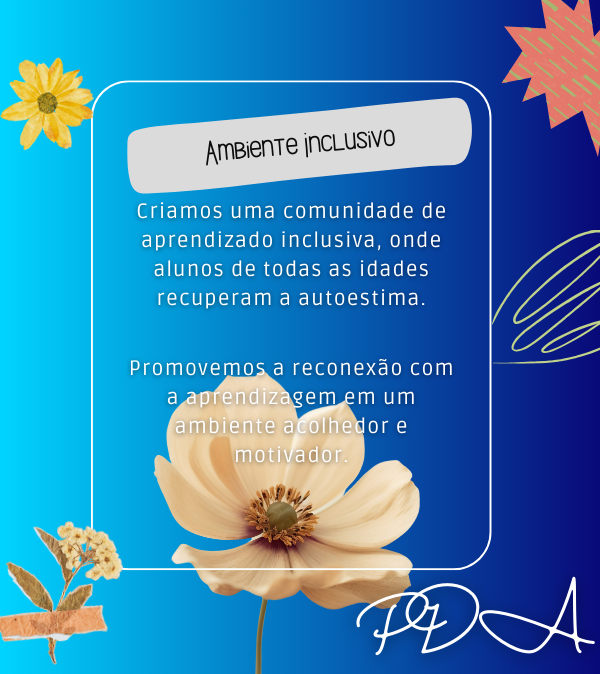 Ambiente inclusivo
Criamos uma comunidade de
aprendizado inclusiva, onde
alunos de todas as idades
recuperam a autoestima.
Promovemos a reconexão com
a aprendizagem em um
ambiente acolhedor e
motivador.
PDA